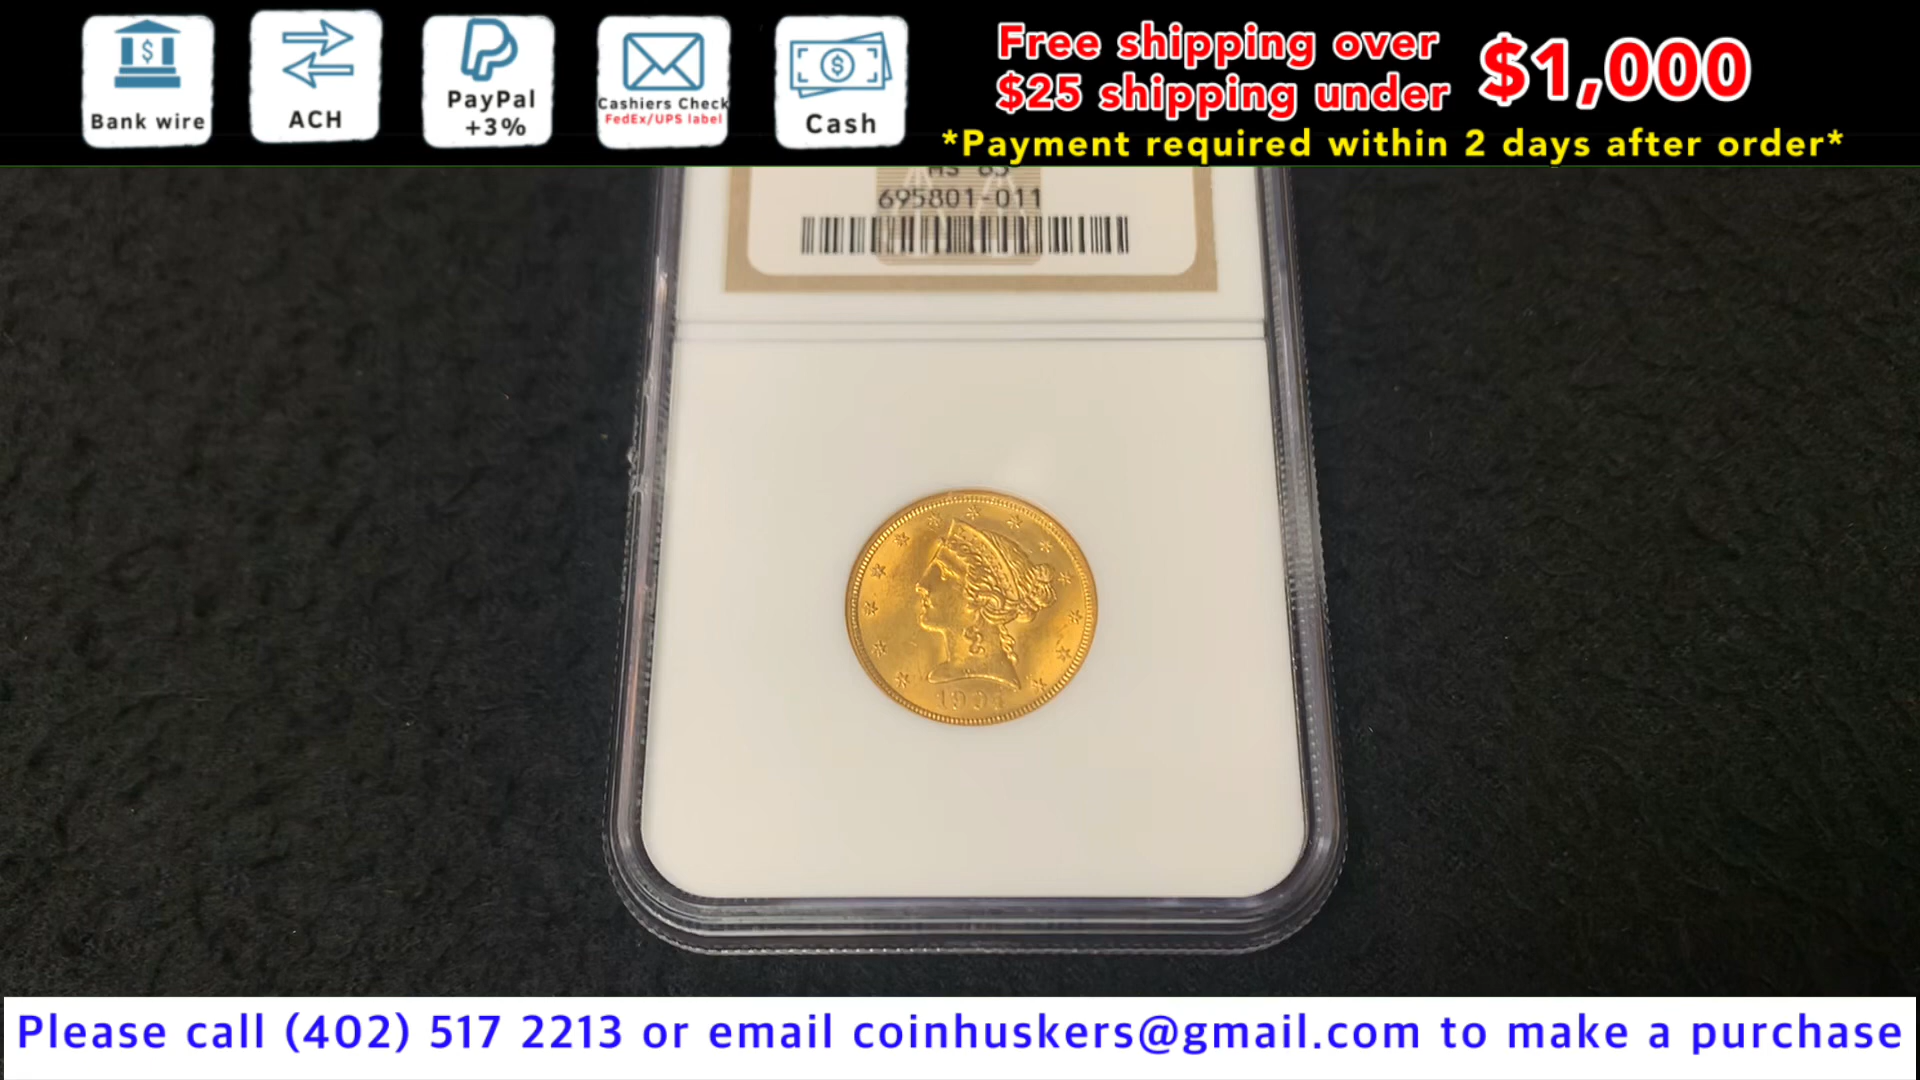 Bank wire
ACH
PayPal
+3%
Cashiers Check
FedEx/UPS label
Cash
Free shipping over
$25 shipping under
$1,000
*Payment required within 2 days after order*
695801-011
Please call (402) 517 2213 or email coinhuskers@gmail.com to make a purchase